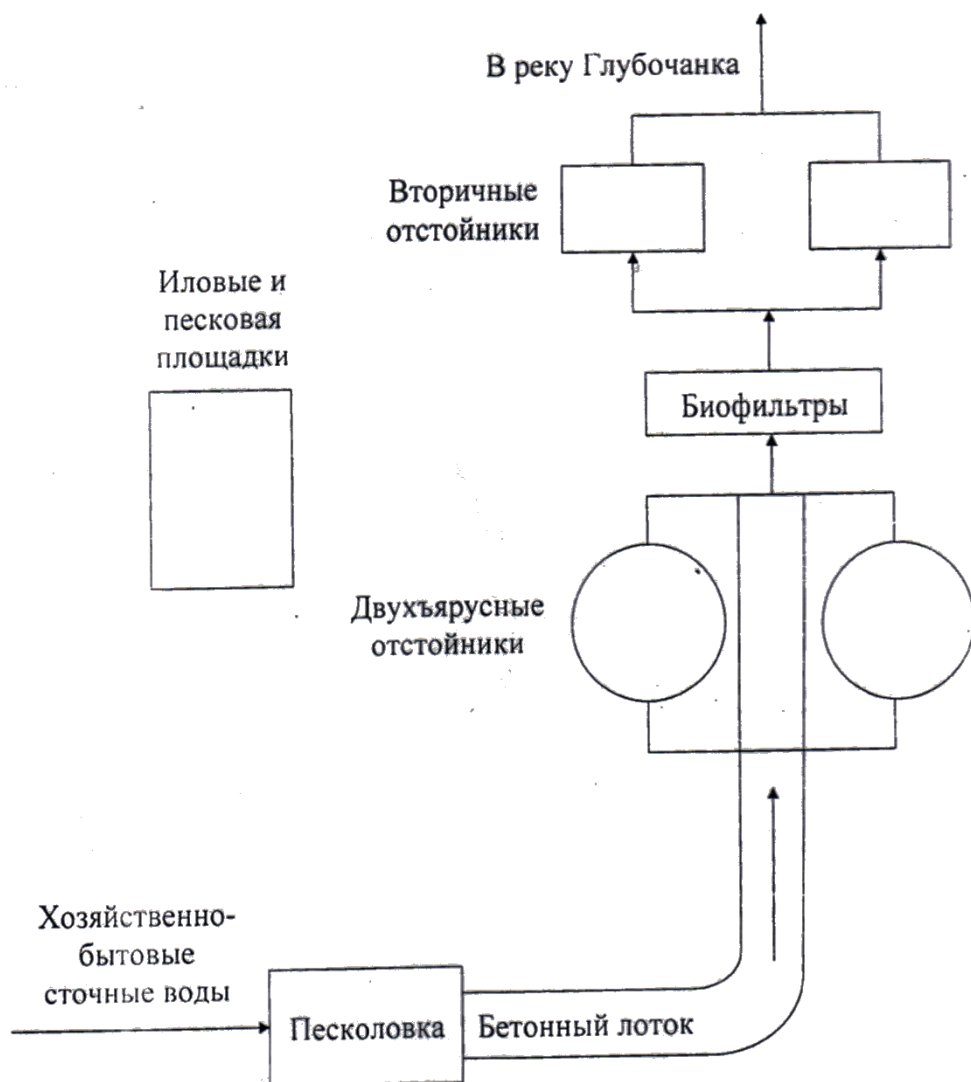 В реку Глубочанка
Вторичные
отстойники
Иловые и
песковая
площадки
Биофильтры
Двухъярусные
отстойники
Хозяйственно-
бытовые
сточные воды
Песколовка
Бетонный лоток